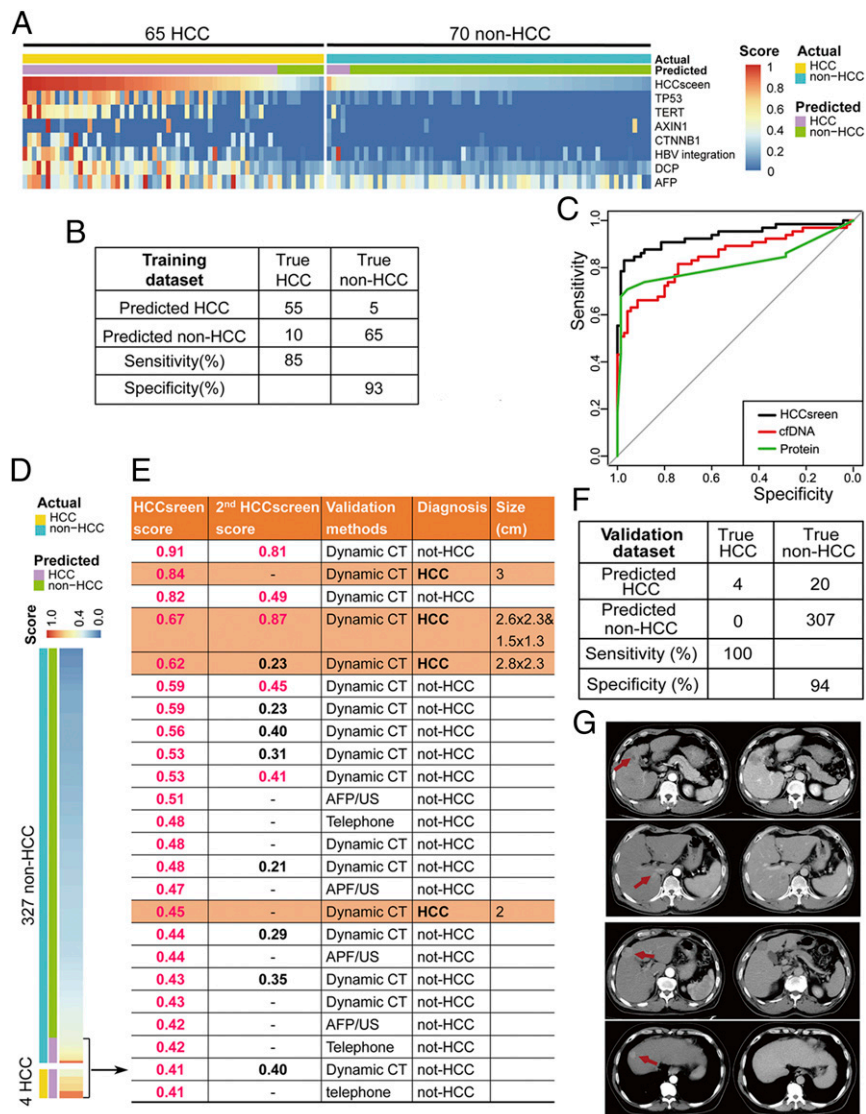 A
65 HCC
70 non-HCC
Actual
Predicted
HCCsreen
TP53
TERT
AXIN1
CTNNB1
HBV integration
DCP
AFP
Score
1
0.8
0.6
0.4
0.2
0
Actual
HCC
non-HCC
Predicted
HCC
non-HCC
B
Training dataset | True HCC | True non-HCC
Predicted HCC 55 5
Predicted non-HCC 10 65
Sensitivity(%) 85
Specificity(%) 93
C
Sensitivity
1.0
0.8
0.6
0.4
0.2
0.0
1.0 0.8 0.6 0.4 0.2 0.0
Specificity
HCCsreen
cfDNA
Protein
D
Actual
HCC
non-HCC
Predicted
HCC
non-HCC
Score
1.0 0.0
327 non-HCC
4 HCC
E
HCCsreen score | 2nd HCCscreen score | Validation methods | Diagnosis | Size (cm)
0.91 0.81 Dynamic CT not-HCC
0.84 - Dynamic CT HCC 3
0.82 0.49 Dynamic CT not-HCC
0.67 0.87 Dynamic CT HCC 2.6x2.3&
1.5x1.3
0.62 0.23 Dynamic CT HCC 2.8x2.3
0.59 0.45 Dynamic CT not-HCC
0.59 0.23 Dynamic CT not-HCC
0.56 0.40 Dynamic CT not-HCC
0.53 0.31 Dynamic CT not-HCC
0.53 0.41 Dynamic CT not-HCC
0.51 - AFP/US not-HCC
0.48 - Telephone not-HCC
0.48 - Dynamic CT not-HCC
0.48 0.21 Dynamic CT not-HCC
0.47 - APF/US not-HCC
0.45 - Dynamic CT HCC 2
0.44 0.29 Dynamic CT not-HCC
0.44 - APF/US not-HCC
0.43 0.35 Dynamic CT not-HCC
0.43 - Dynamic CT not-HCC
0.42 - AFP/US not-HCC
0.42 - Telephone not-HCC
0.41 0.40 Dynamic CT not-HCC
0.41 - telephone not-HCC
F
Validation dataset | True HCC | True non-HCC
Predicted HCC 4 20
Predicted non-HCC 0 307
Sensitivity (%) 100
Specificity (%) 94
G